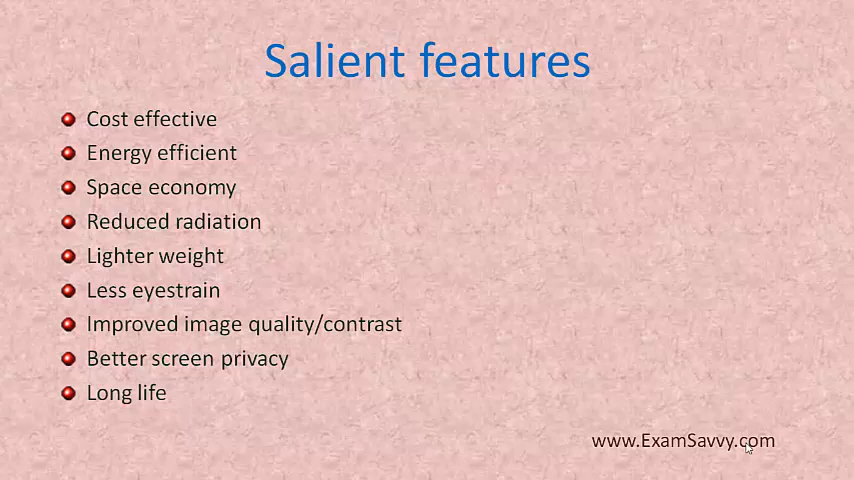 Salient features
Cost effective
Energy efficient
Space economy
Reduced radiation
Lighter weight
Less eyestrain
Improved image quality/contrast
Better screen privacy
Long life
www.ExamSavvy.com